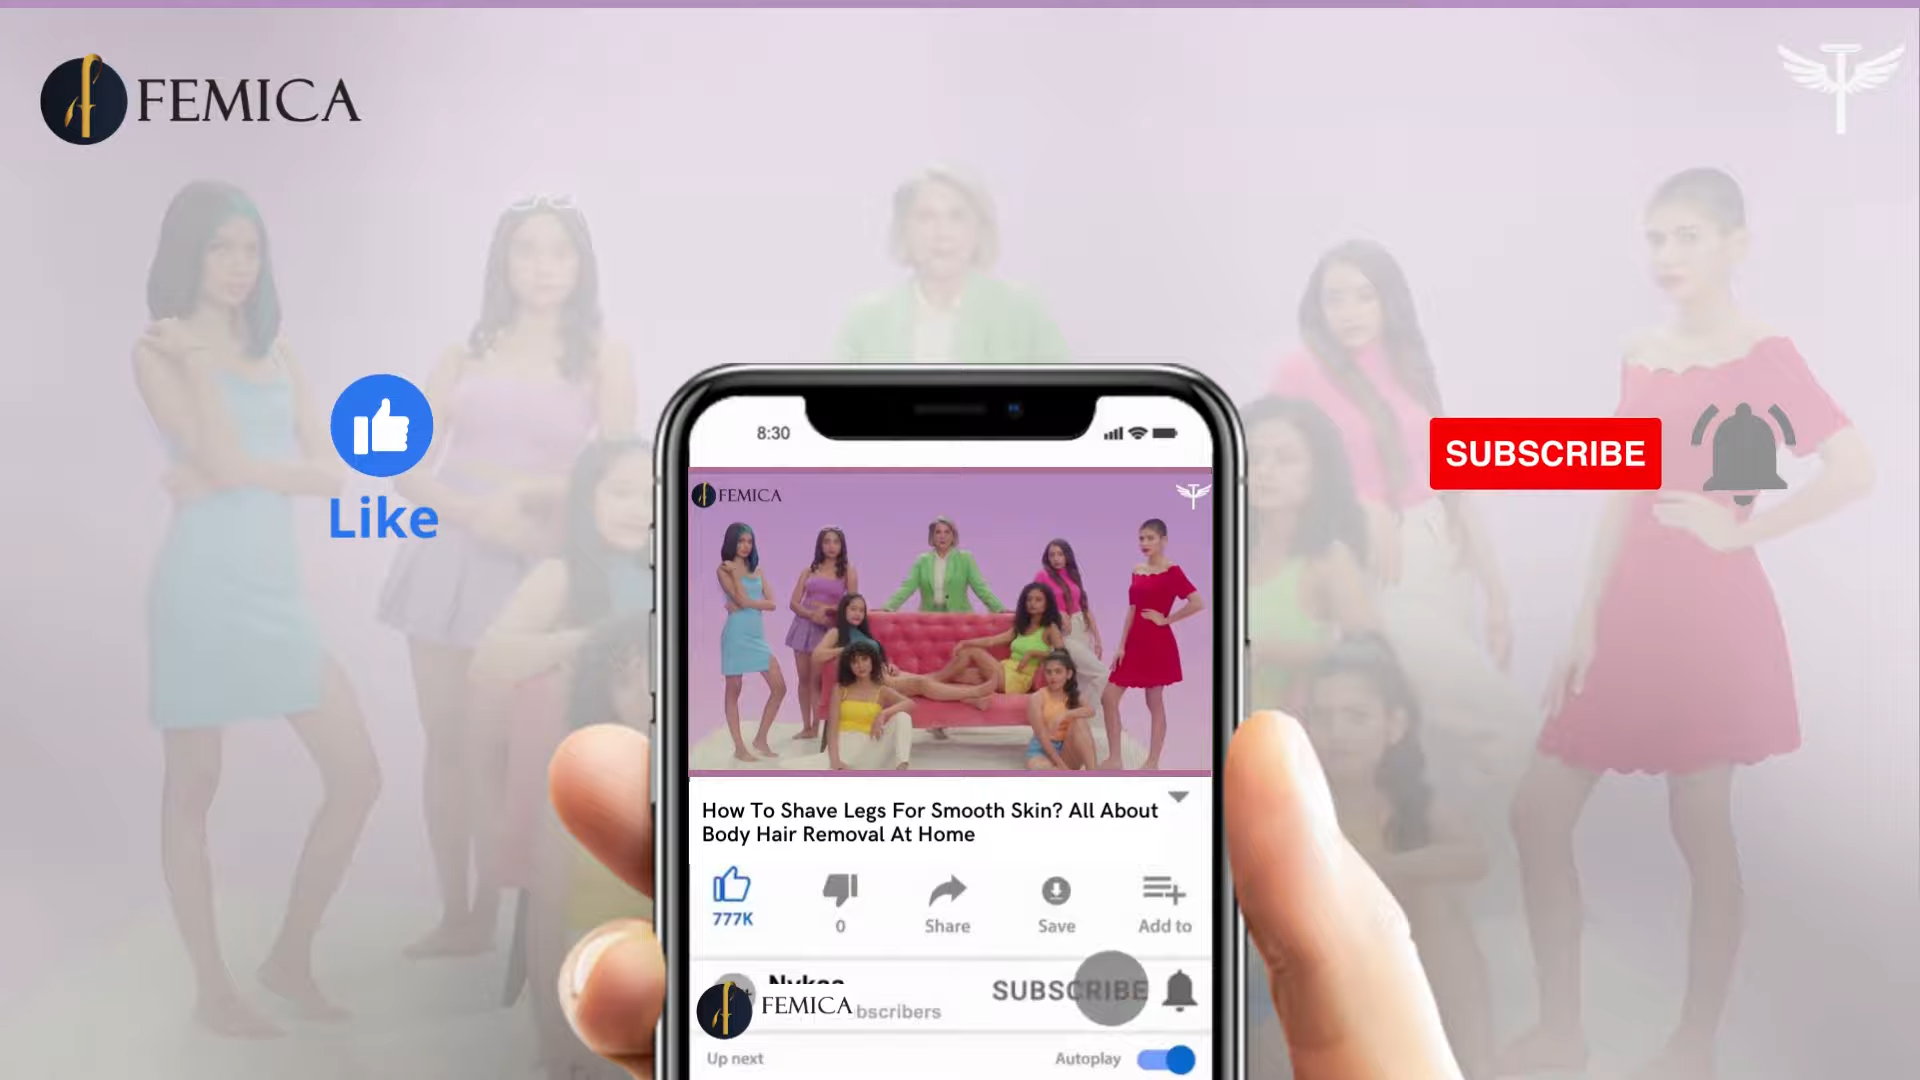 FEMICA
Like
SUBSCRIBE
8:30
FEMICA
How To Shave Legs For Smooth Skin? All About
Body Hair Removal At Home
777K
0
Share
Save
Add to
Nykaa
SUBSCRIBE
FEMICA
bscribers
Up next
Autoplay